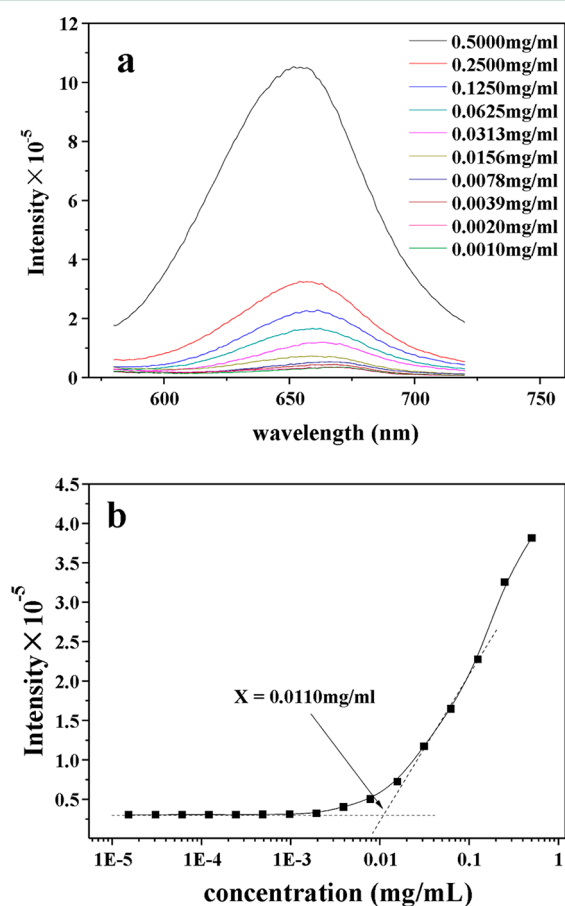 a
12
10
8
6
4
2
0
Intensity×10-5
600
650
700
750
wavelength (nm)
0.5000mg/ml
0.2500mg/ml
0.1250mg/ml
0.0625mg/ml
0.0313mg/ml
0.0156mg/ml
0.0078mg/ml
0.0039mg/ml
0.0020mg/ml
0.0010mg/ml
b
4.5
4.0
3.5
3.0
2.5
2.0
1.5
1.0
0.5
Intensity×10-5
X = 0.0110mg/ml
1E-5
1E-4
1E-3
0.01
0.1
1
concentration (mg/mL)